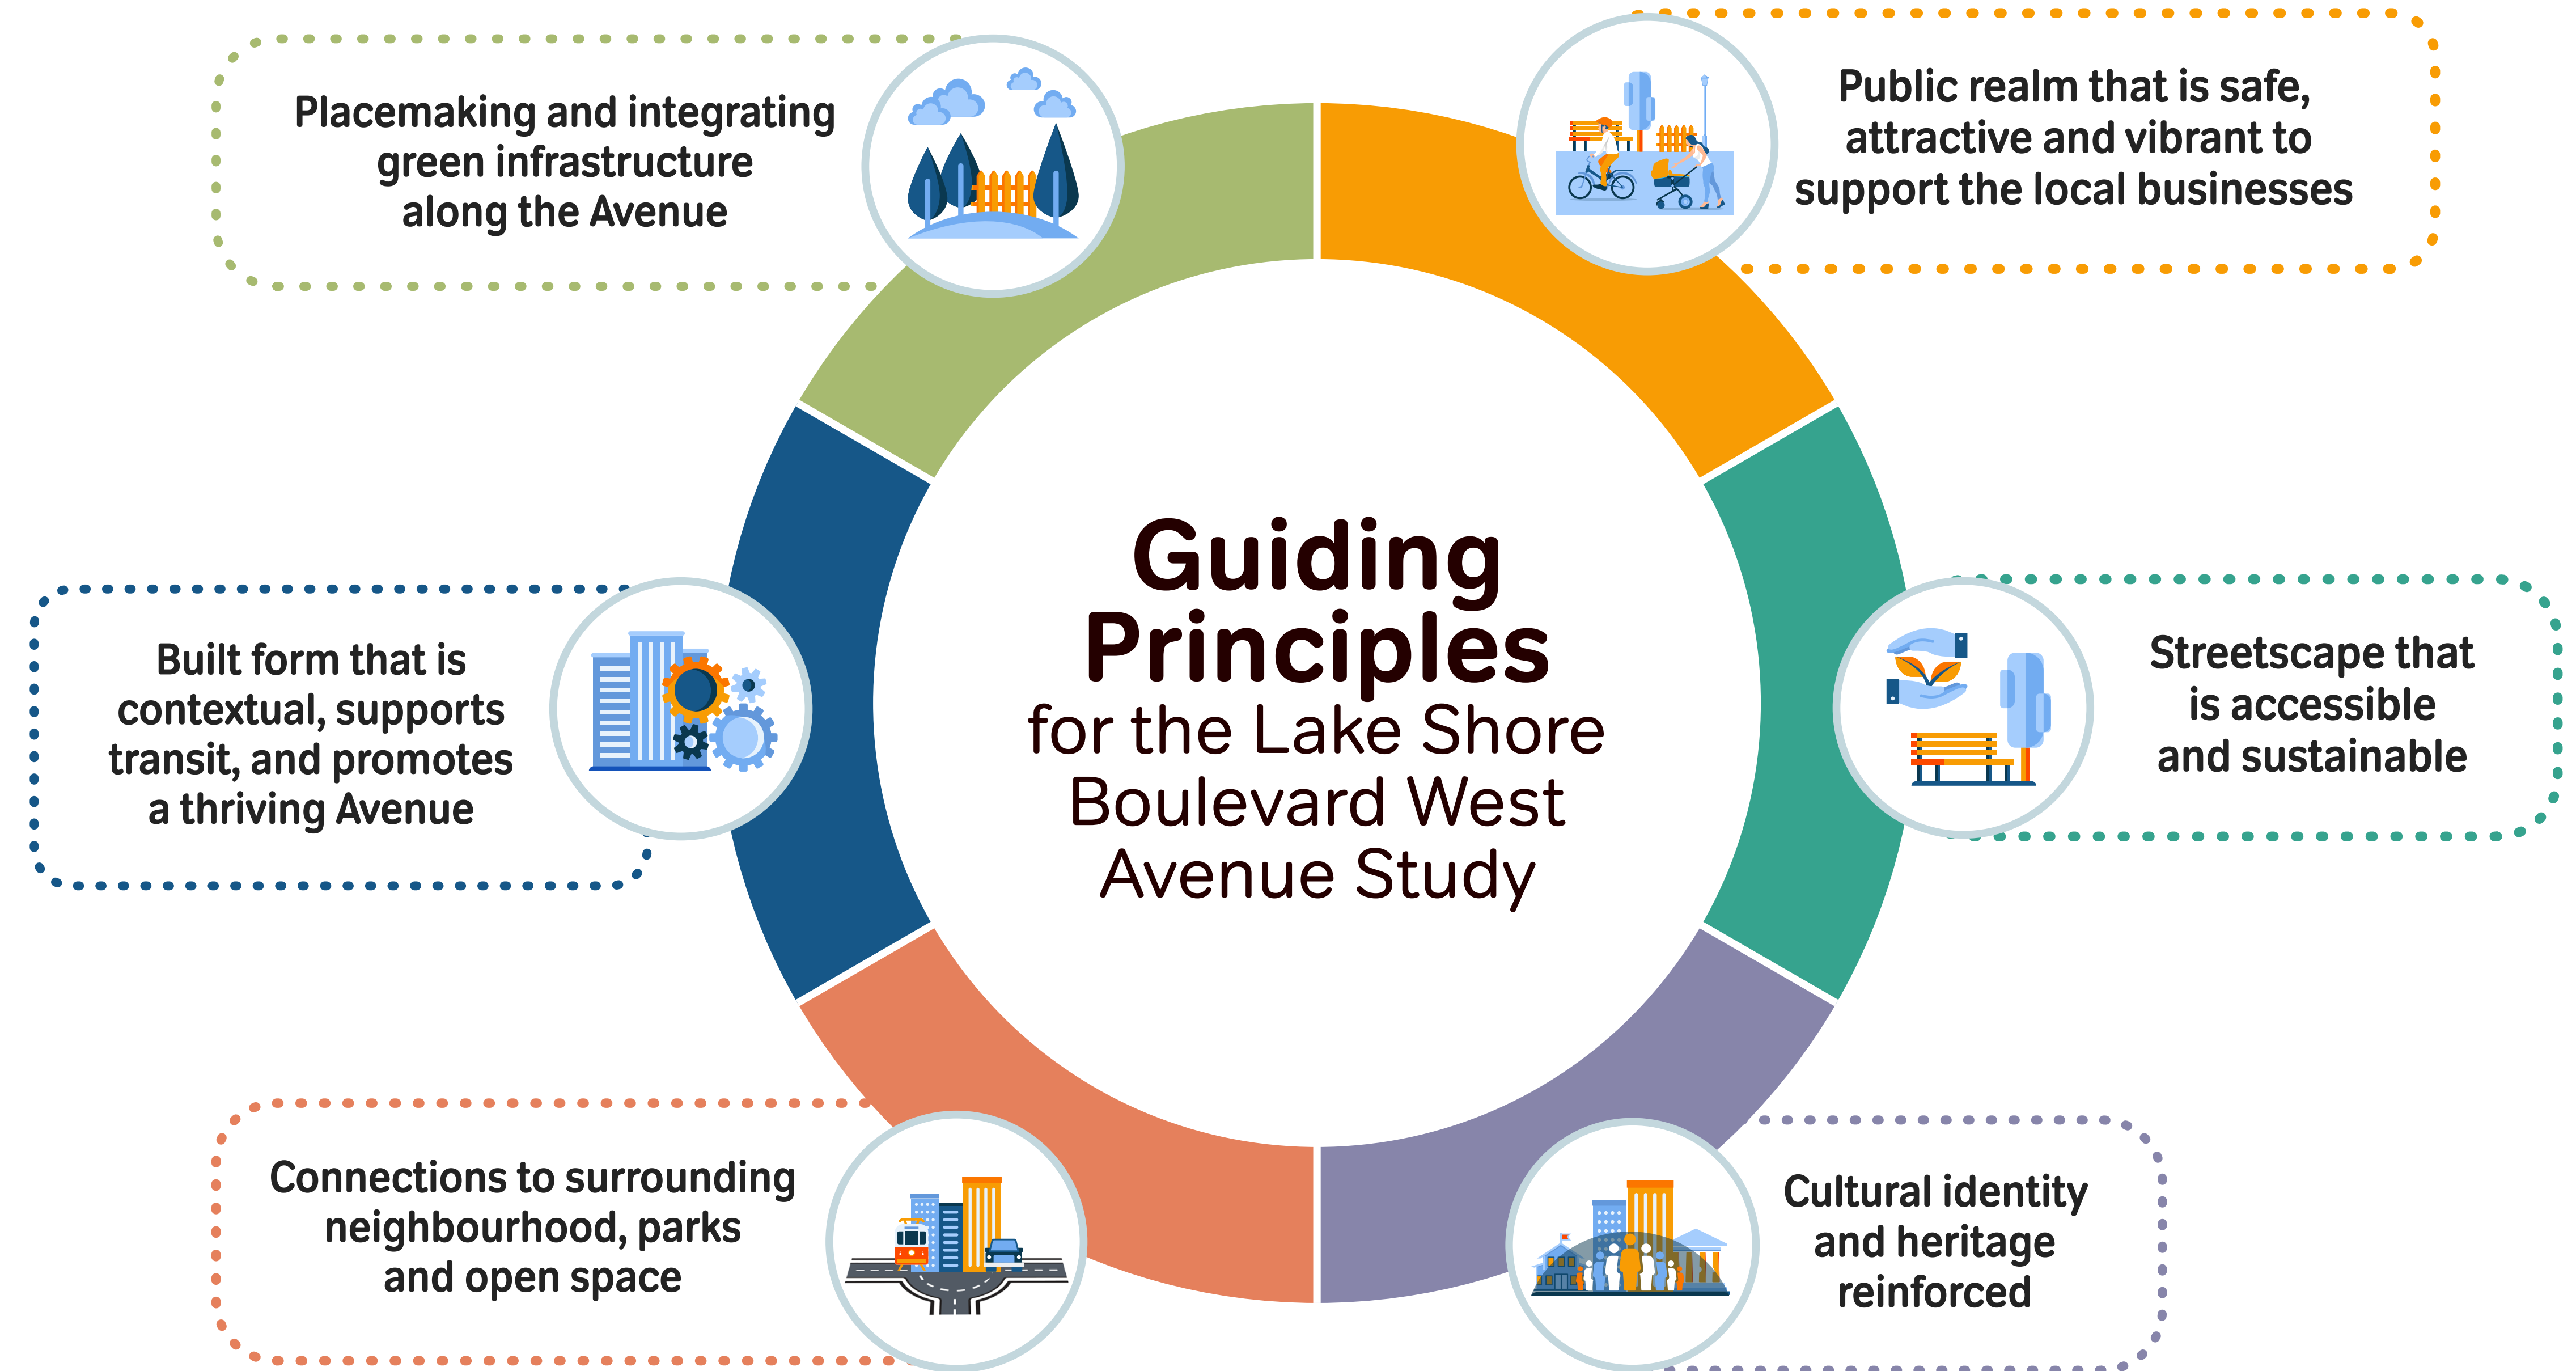 Placemaking and integrating
green infrastructure
along the Avenue
Public realm that is safe,
attractive and vibrant to
support the local businesses
Built form that is
contextual, supports
transit, and promotes
a thriving Avenue
Guiding
Principles
for the Lake Shore
Boulevard West
Avenue Study
Streetscape that
is accessible
and sustainable
Connections to surrounding
neighbourhood, parks
and open space
Cultural identity
and heritage
reinforced